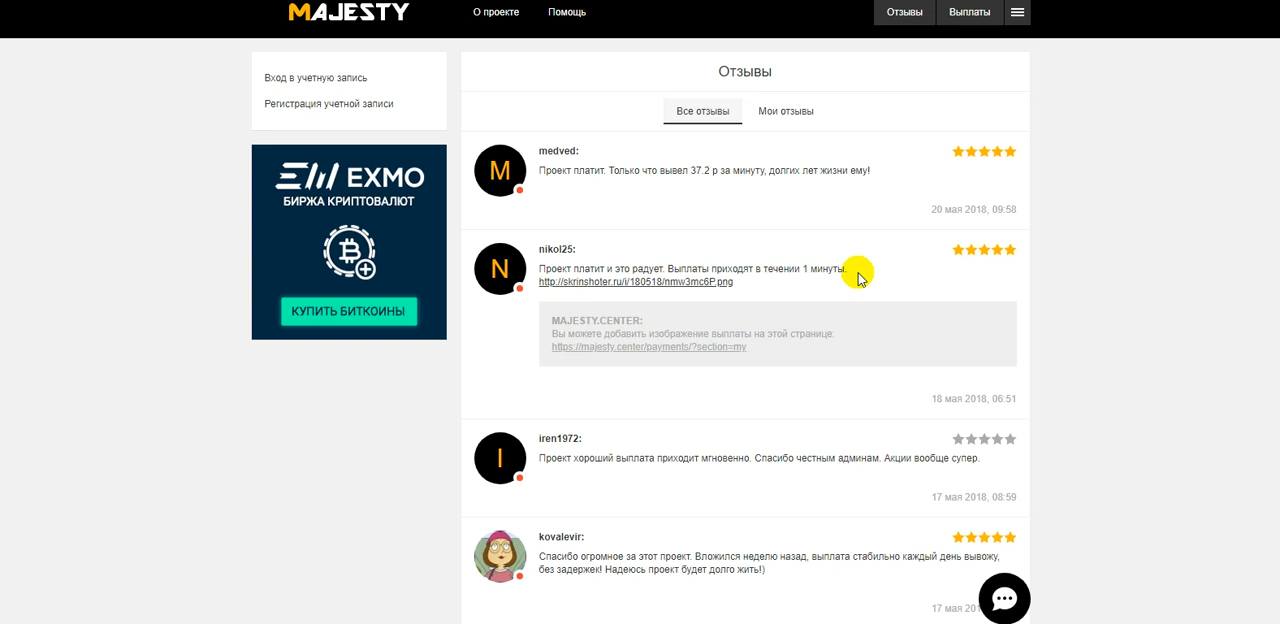 MAJESTY
О проекте
Помощь
Отзывы
Выплаты
Вход в учетную запись
Регистрация учетной записи
EXMO
БИРЖА КРИПТОВАЛЮТ
КУПИТЬ БИТКОИНЫ
Отзывы
Все отзывы
Мои отзывы
M
medved:
Проект платит. Только что вывел 37.2 р за минуту, долгих лет жизни ему!
20 мая 2018, 09:58
N
nikol25:
Проект платит и это радует. Выплаты приходят в течении 1 минуты.
http://skrinshoter.ru/i/180518/nmw3mc6P.png
MAJESTY.CENTER:
Вы можете добавить изображение выплаты на этой странице:
https://majesty.center/payments/?section=my
18 мая 2018, 06:51
I
iren1972:
Проект хороший выплата приходит мгновенно. Спасибо честным админам. Акции вообще супер.
17 мая 2018, 08:59
kovalevir:
Спасибо огромное за этот проект. Вложился неделю назад, выплата стабильно каждый день вывожу,
без задержек! Надеюсь проект будет долго жить!)
17 мая